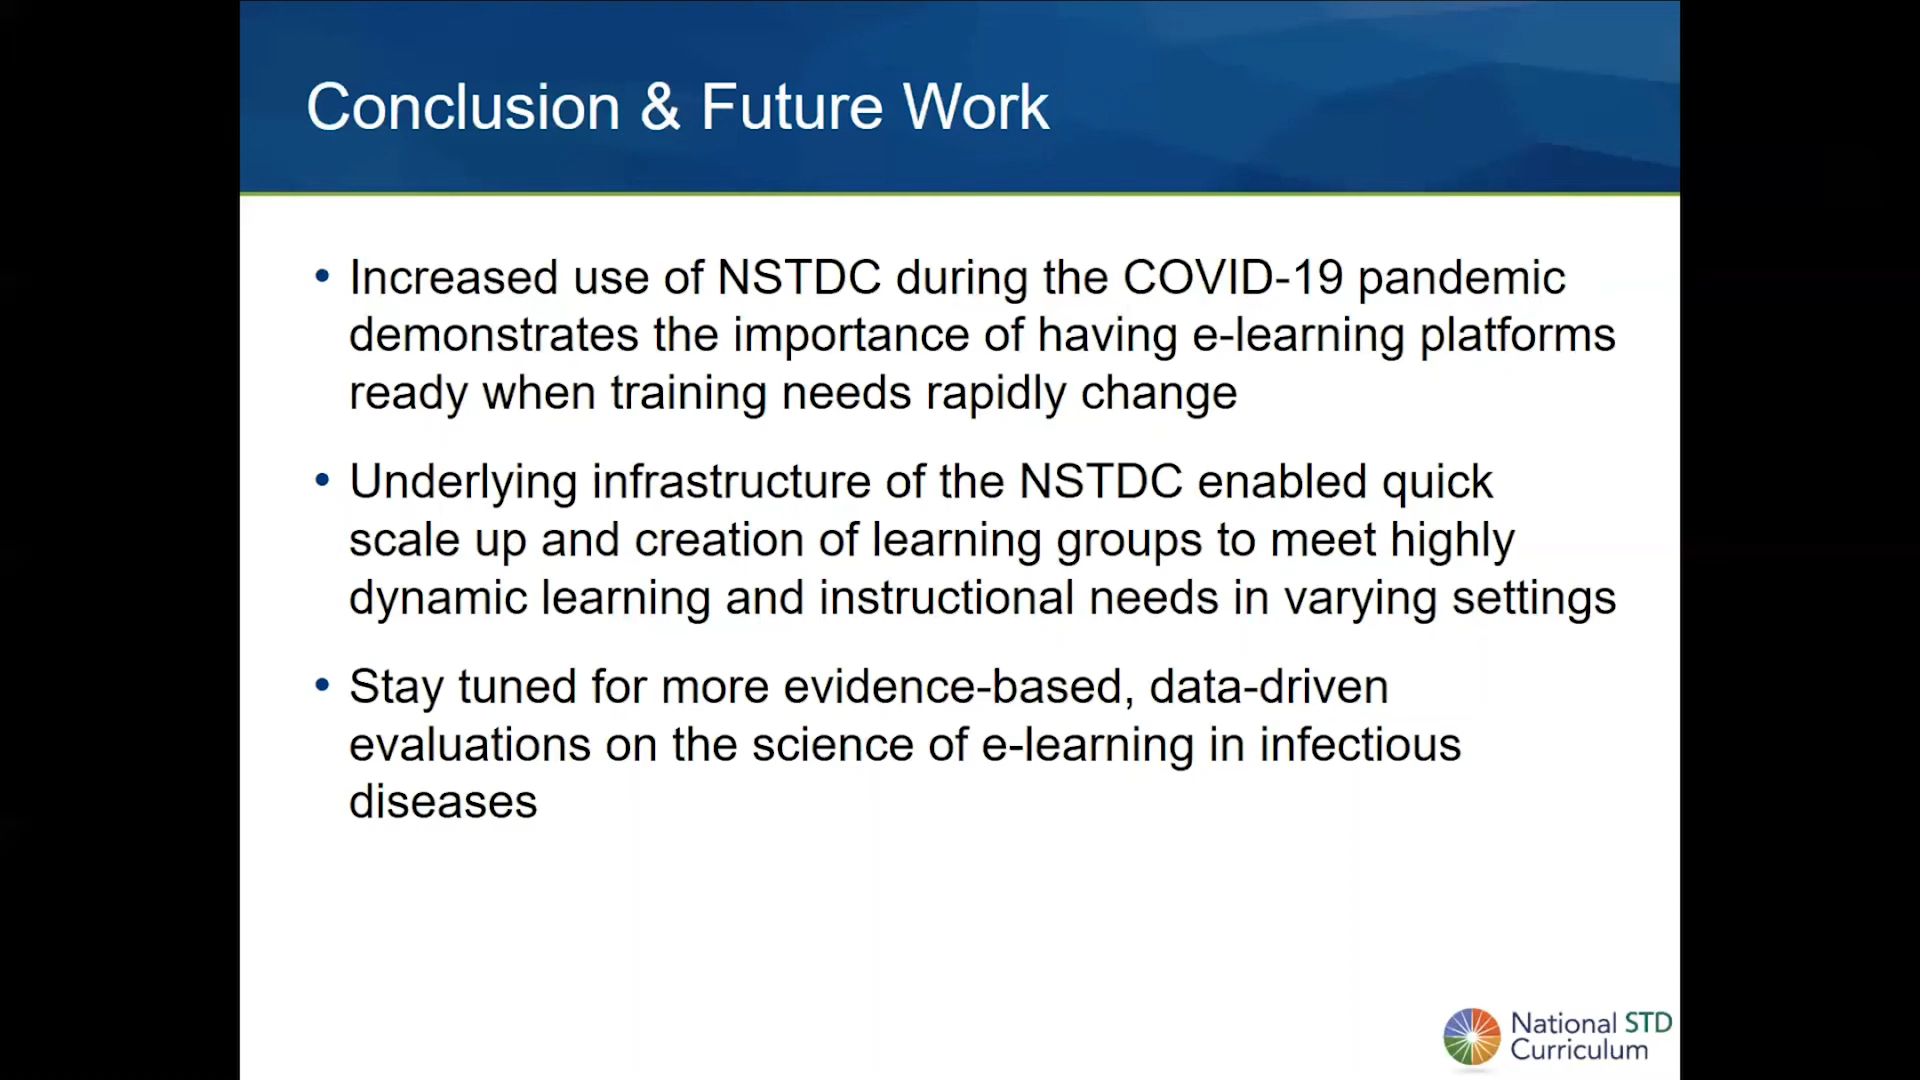 Conclusion & Future Work
• Increased use of NSTDC during the COVID-19 pandemic
demonstrates the importance of having e-learning platforms
ready when training needs rapidly change
• Underlying infrastructure of the NSTDC enabled quick
scale up and creation of learning groups to meet highly
dynamic learning and instructional needs in varying settings
• Stay tuned for more evidence-based, data-driven
evaluations on the science of e-learning in infectious
diseases
National STD
Curriculum